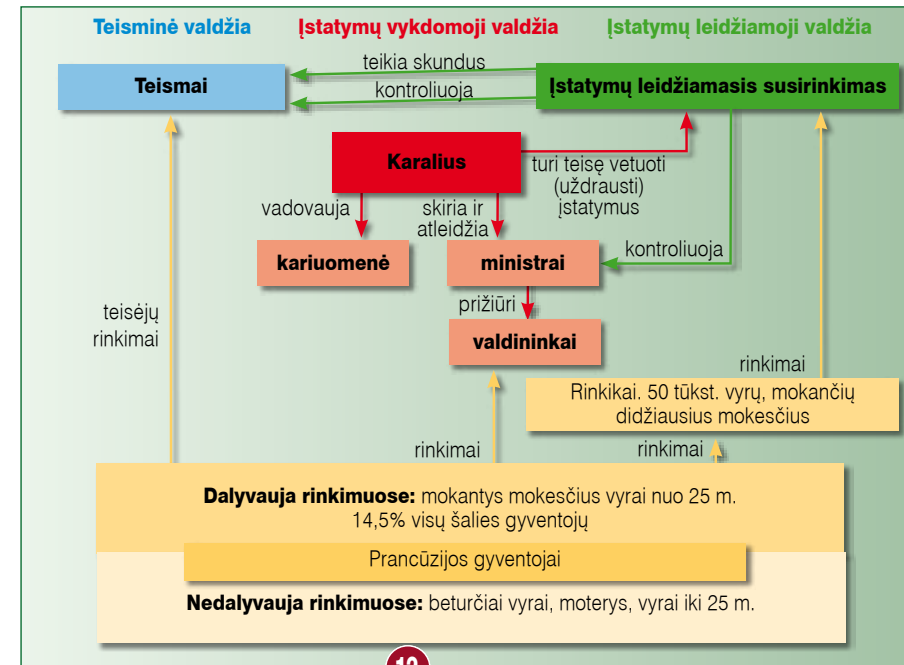 Teisminė valdžia
Įstatymų vykdomoji valdžia
Įstatymų leidžiamoji valdžia
Teismai
teikia skundus
kontroliuoja
Įstatymų leidžiamasis susirinkimas
Karalius
turi teisę vetuoti
(uždrausti)
įstatymus
vadovauja
skiria ir
atleidžia
kariuomenė
ministrai
kontroliuoja
prižiūri
valdininkai
teisėjų
rinkimai
rinkimai
Rinkikai. 50 tūkst. vyrų, mokančių
didžiausius mokesčius
rinkimai
rinkimai
Dalyvauja rinkimuose: mokantys mokesčius vyrai nuo 25 m.
14,5% visų šalies gyventojų
Prancūzijos gyventojai
Nedalyvauja rinkimuose: beturčiai vyrai, moterys, vyrai iki 25 m.